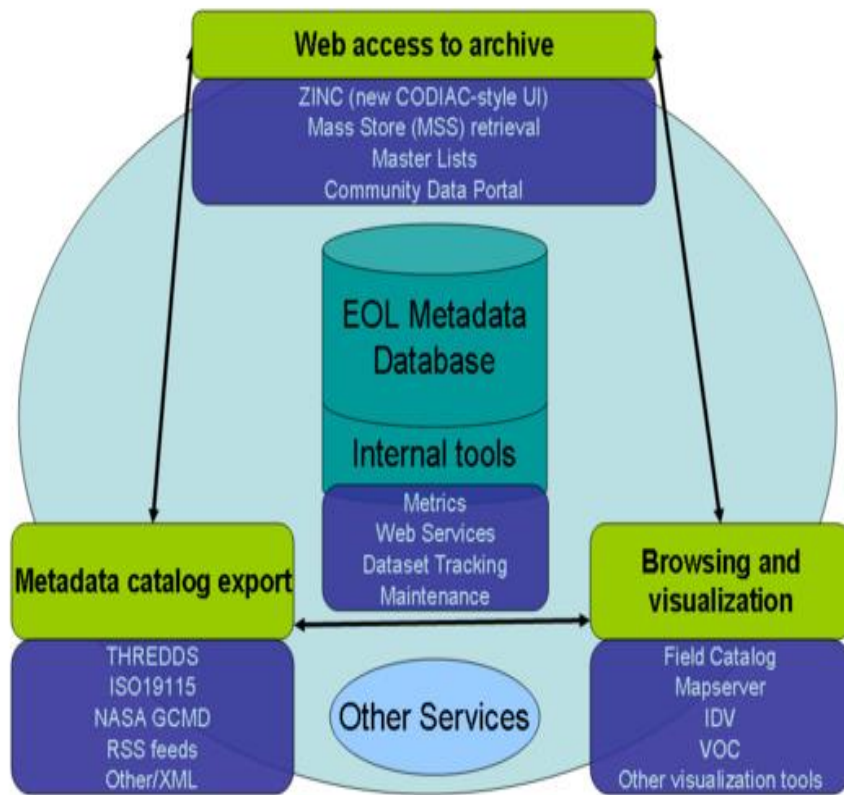 Web access to archive
ZINC (new CODIAC-style UI)
Mass Store (MSS) retrieval
Master Lists
Community Data Portal
EOL Metadata
Database
Internal tools
Metrics
Web Services
Dataset Tracking
Maintenance
Metadata catalog export
THREDDS
ISO19115
NASA GCMD
RSS feeds
Other/XML
Browsing and
visualization
Field Catalog
Mapserver
IDV
VOC
Other visualization tools
Other Services